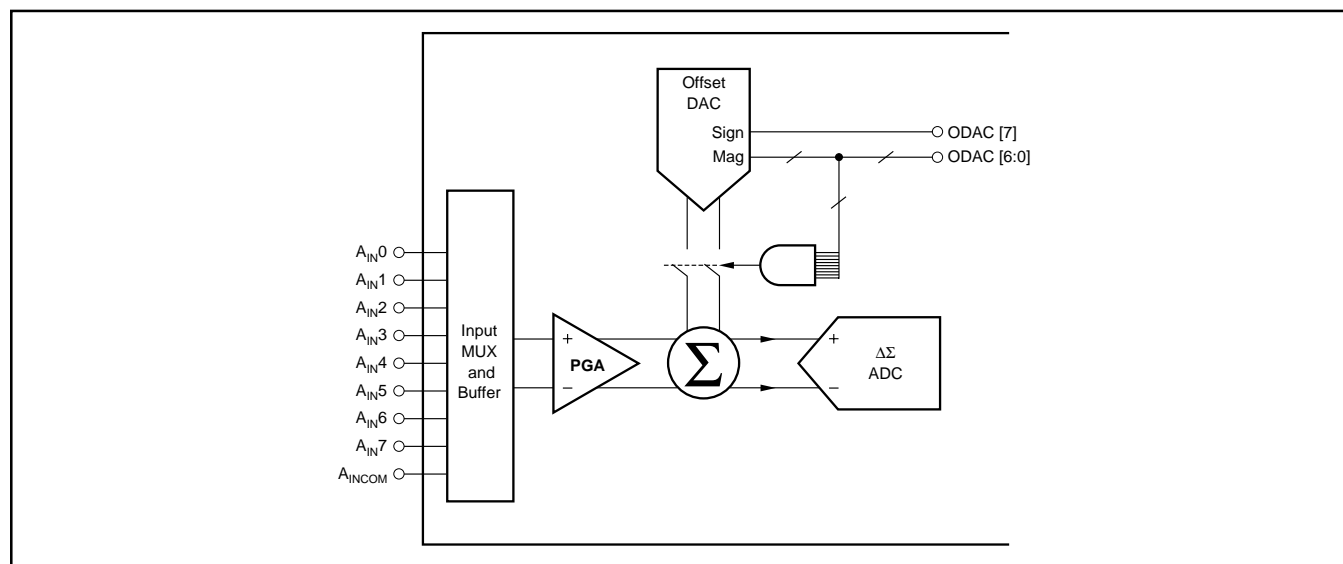 Offset
DAC
Sign
Mag
ODAC [7]
ODAC [6:0]
AIN0
AIN1
AIN2
AIN3
AIN4
AIN5
AIN6
AIN7
AINCOM
Input
MUX
and
Buffer
+
PGA
−
Σ
+
ΔΣ
ADC
−